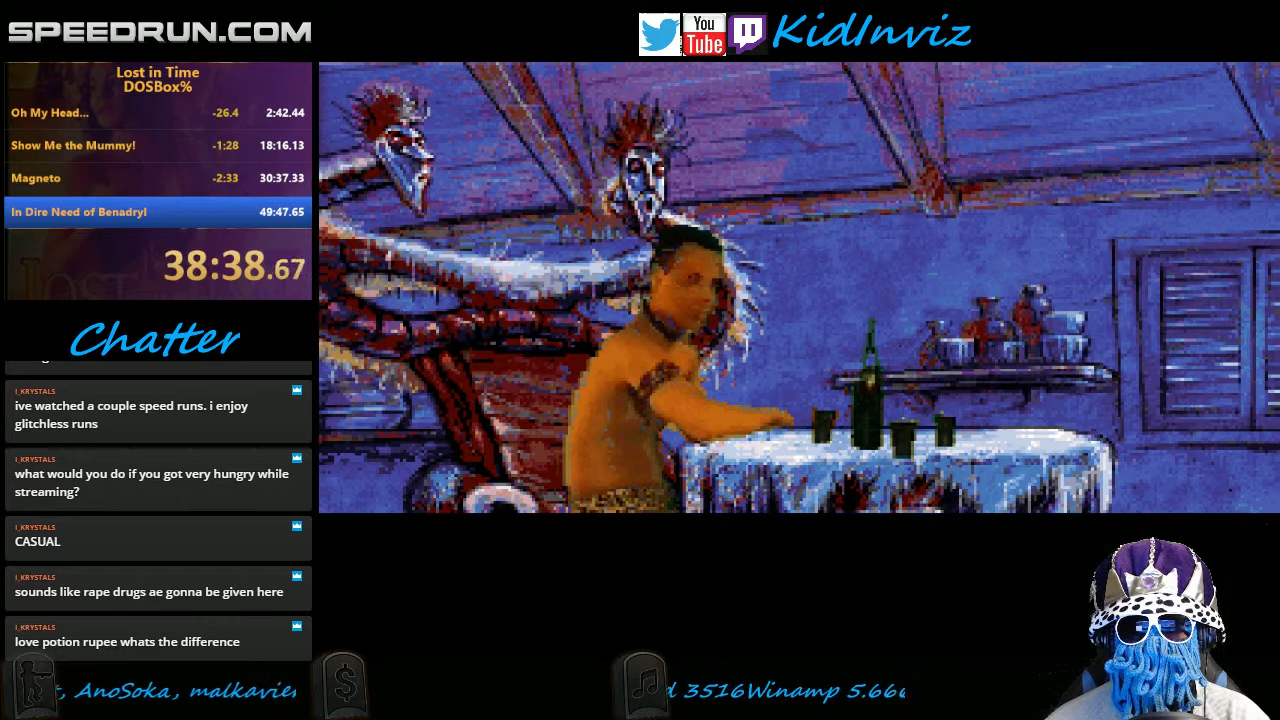 SPEEDRUN.COM
You
Tube
KidInviz
Lost in Time
DOSBox%
Oh My Head... -26.4 2:42.44
Show Me the Mummy! -1:28 18:16.13
Magneto -2:33 30:37.33
In Dire Need of Benadryl 49:47.65
38:38.67
Chatter
I_KRYSTALS
ive watched a couple speed runs. i enjoy
glitchless runs
I_KRYSTALS
what would you do if you got very hungry while
streaming?
I_KRYSTALS
CASUAL
I_KRYSTALS
sounds like rape drugs ae gonna be given here
I_KRYSTALS
love potion rupee whats the difference
, AnoSoka, malkavier
$
d 3516Winamp 5.666